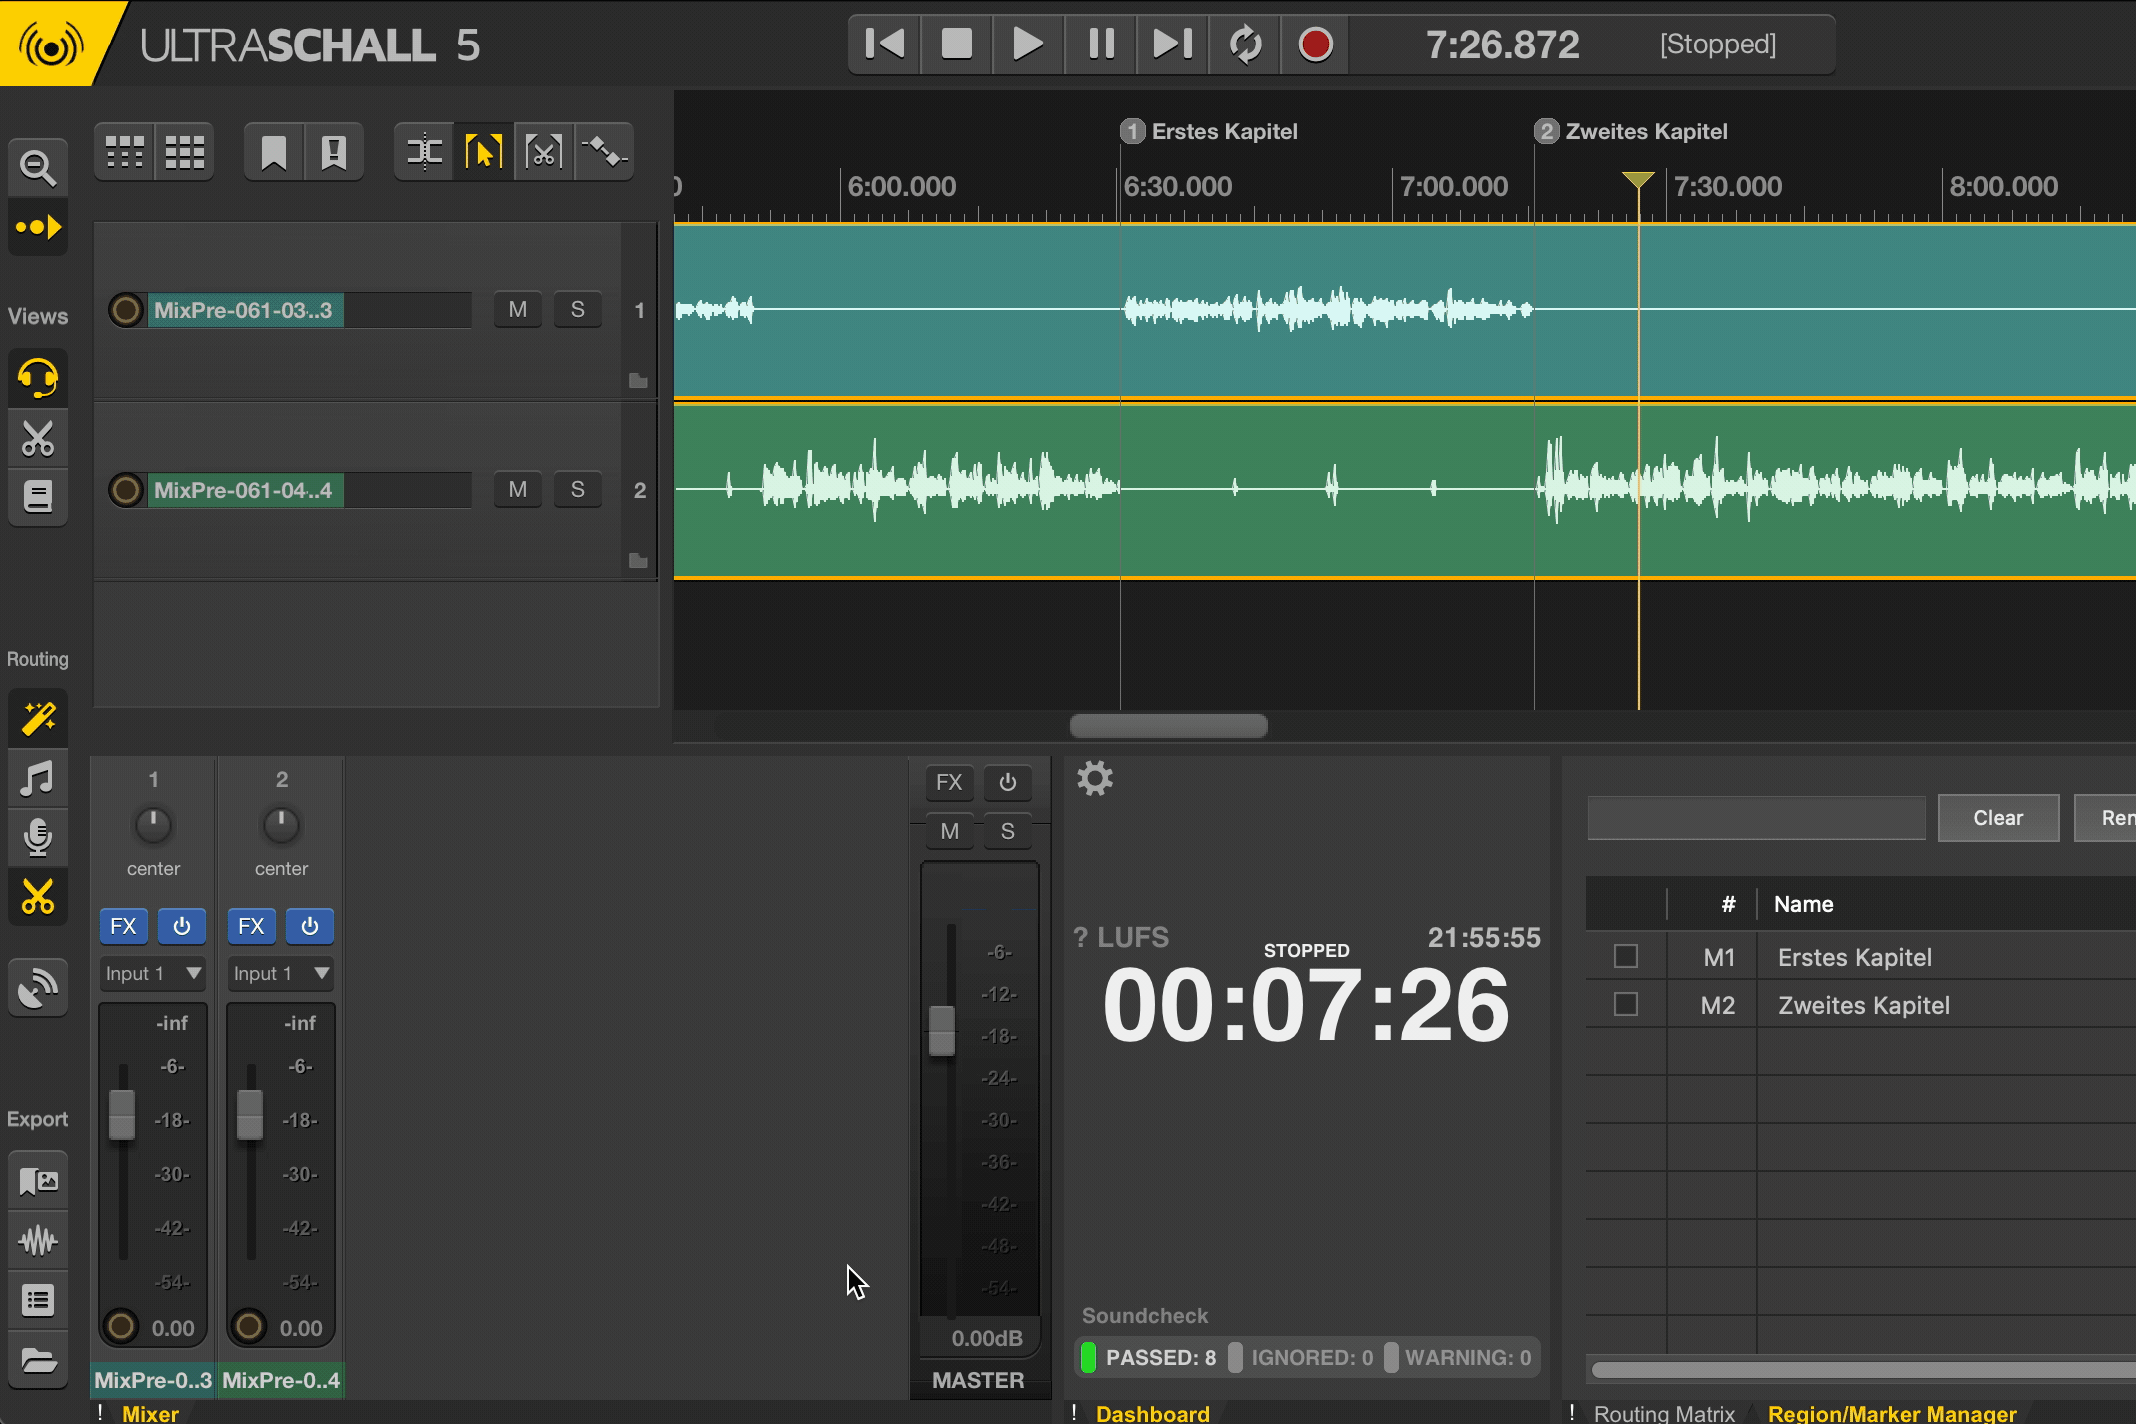 ULTRASCHALL 5
7:26.872 [Stopped]
1 Erstes Kapitel 2 Zweites Kapitel
6:00.000 6:30.000 7:00.000 7:30.000 8:00.000
Views
MixPre-061-03..3 M S 1
MixPre-061-04..4 M S 2
Routing
1 2
center center
FX FX
Input 1 Input 1
-inf -inf
-6- -6-
-18- -18-
-30- -30-
-42- -42-
-54- -54-
0.00 0.00
MixPre-0..3 MixPre-0..4
Export
FX
M S
-6-
-12-
-18-
-24-
-30-
-36-
-42-
-48-
-54-
0.00dB
MASTER
? LUFS STOPPED 21:55:55
00:07:26
Soundcheck
PASSED: 8 IGNORED: 0 WARNING: 0
Clear Ren
# Name
M1 Erstes Kapitel
M2 Zweites Kapitel
! Mixer ! Dashboard ! Routing Matrix Region/Marker Manager